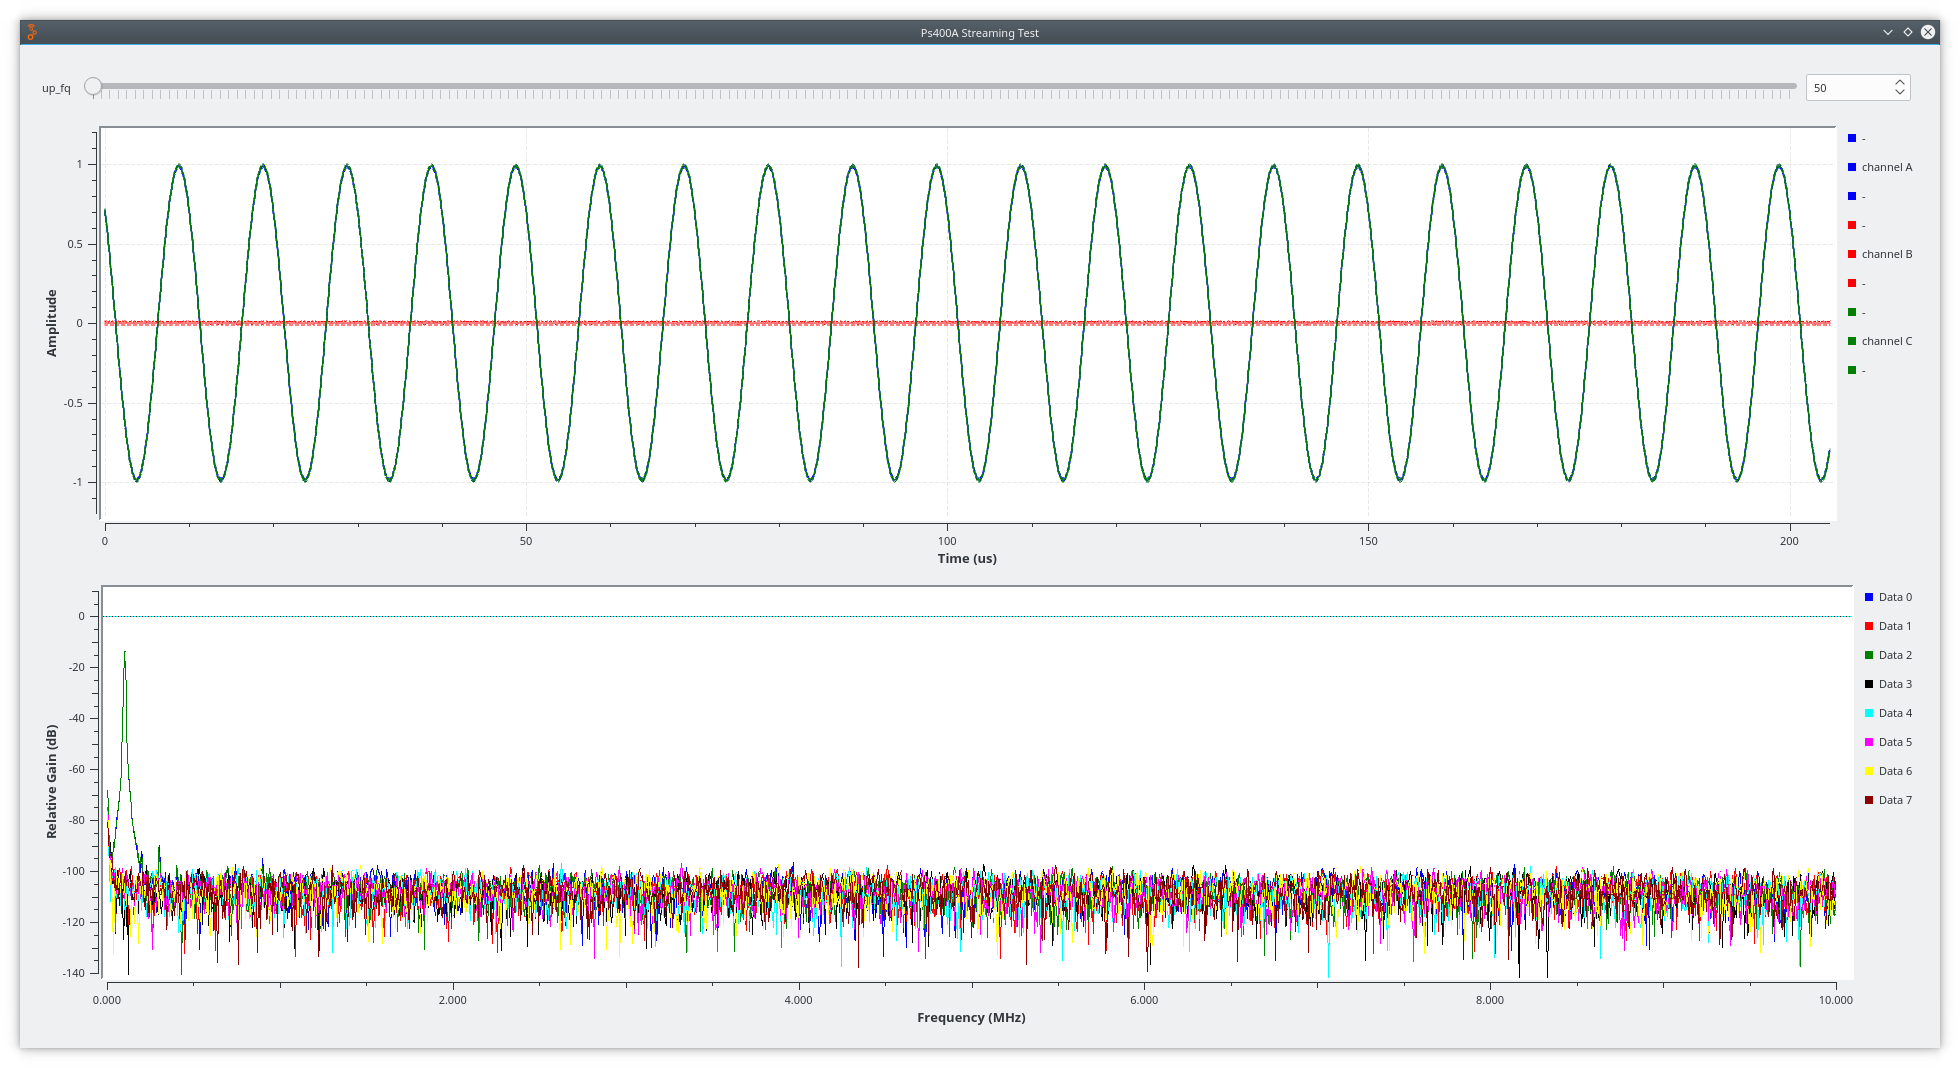 Ps400A Streaming Test
up_fq
50
1
0.5
0
-0.5
-1
Amplitude
0
50
100
150
200
Time (us)
-
channel A
-
-
channel B
-
-
channel C
-
0
-20
-40
-60
-80
-100
-120
-140
Relative Gain (dB)
0.000
2.000
4.000
6.000
8.000
10.000
Frequency (MHz)
Data 0
Data 1
Data 2
Data 3
Data 4
Data 5
Data 6
Data 7